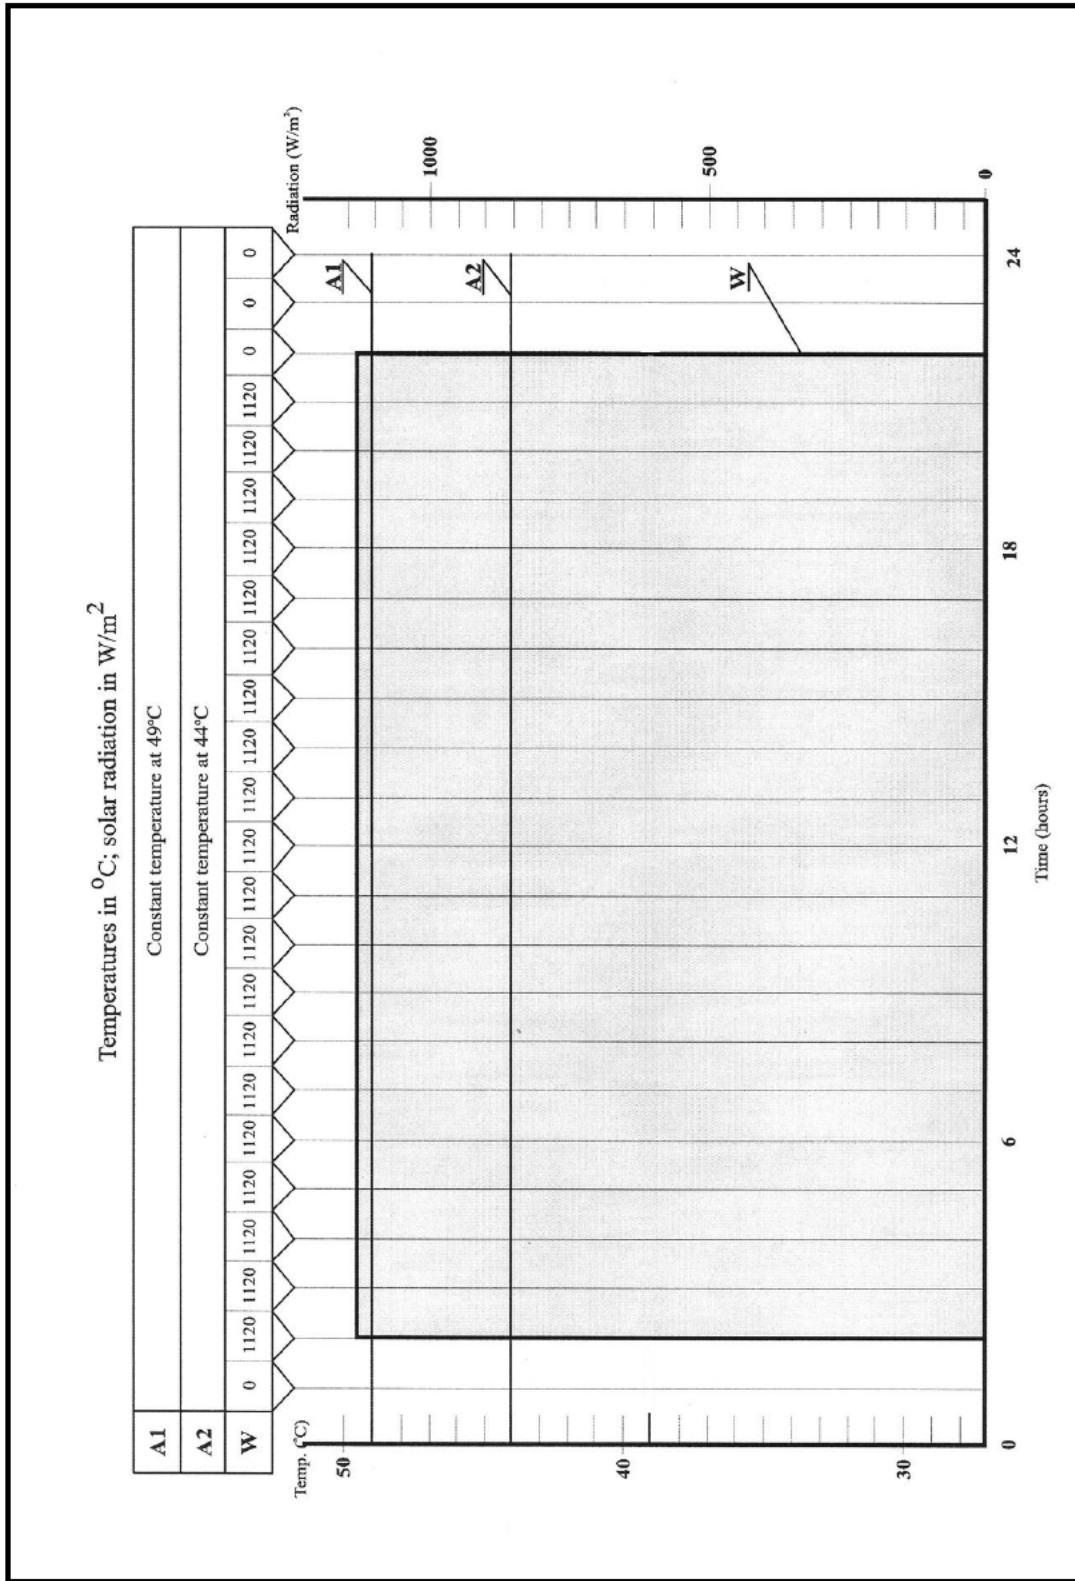 Temperatures in °C; solar radiation in W/m²
A1 Constant temperature at 49°C
A2 Constant temperature at 44°C
W 0 1120 1120 1120 1120 1120 1120 1120 1120 1120 1120 1120 1120 1120 1120 1120 1120 1120 1120 1120 1120 0 0 0
Temp. (°C)
Radiation (W/m²)
50
A1
1000
A2
40
500
W
30
0
0 6 12 18 24
Time (hours)